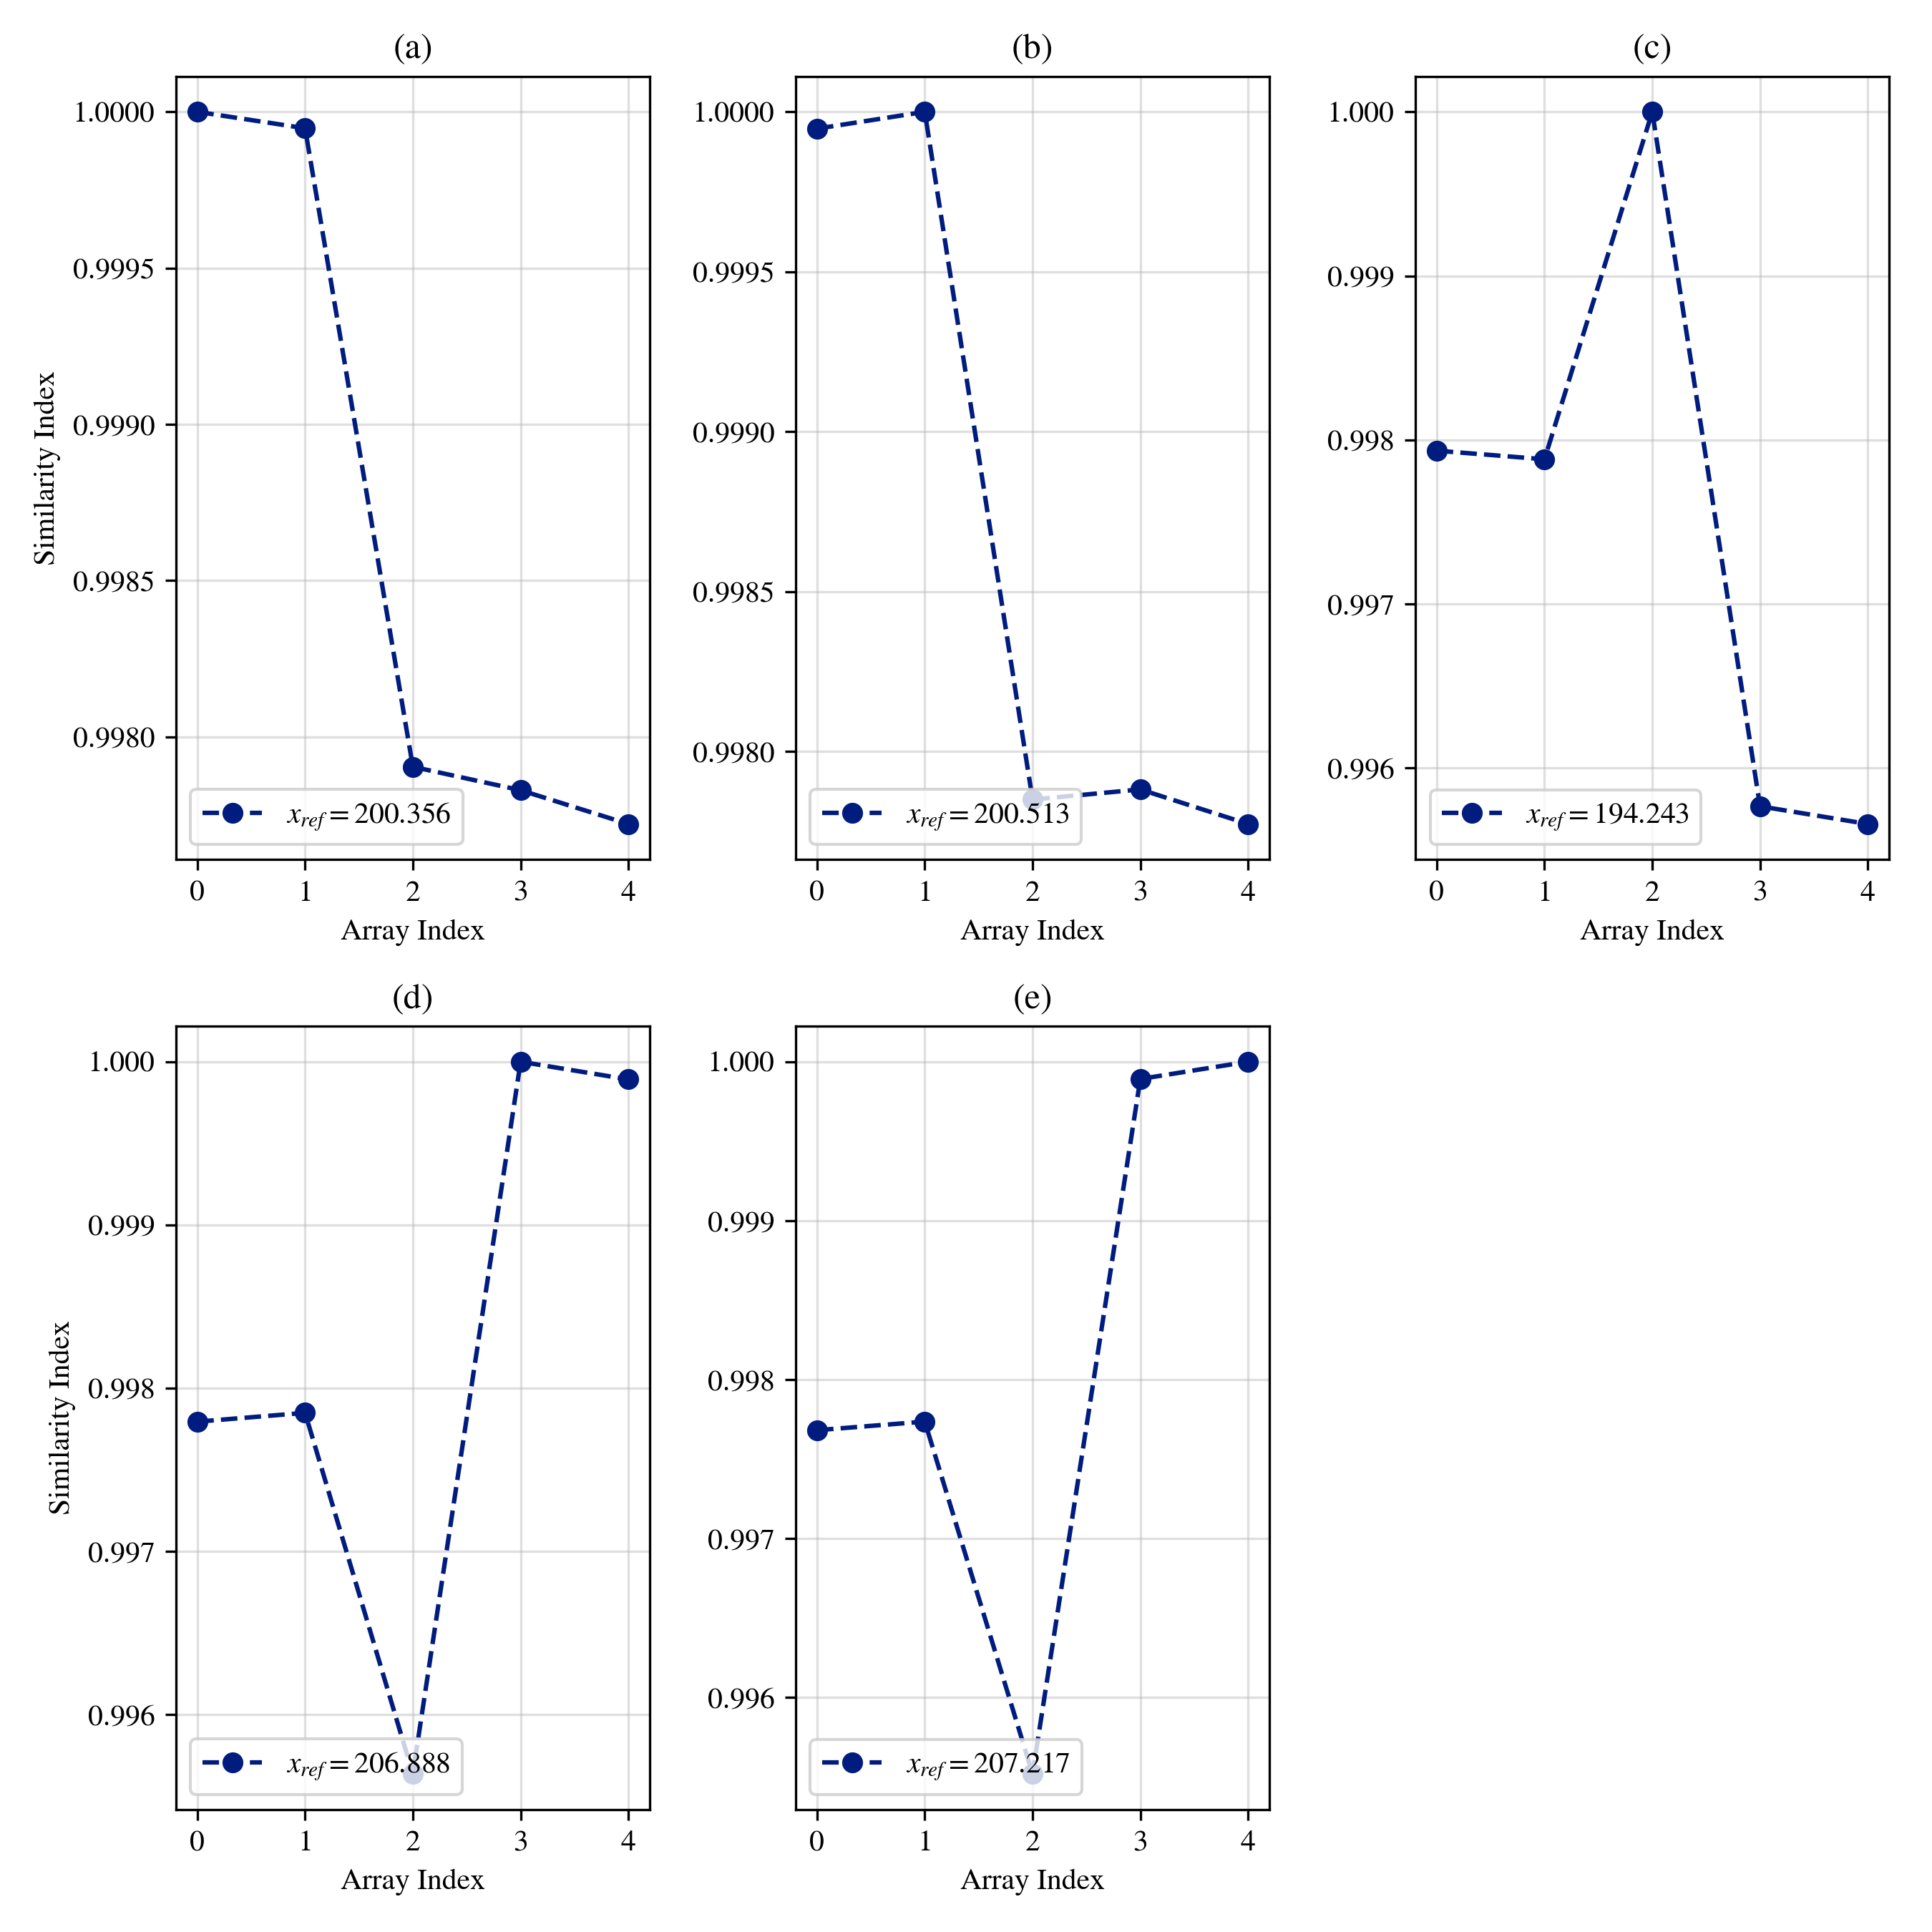 (a)
1.0000
0.9995
0.9990
0.9985
0.9980
Similarity Index
x_ref = 200.356
0 1 2 3 4
Array Index
(b)
1.0000
0.9995
0.9990
0.9985
0.9980
x_ref = 200.513
0 1 2 3 4
Array Index
(c)
1.000
0.999
0.998
0.997
0.996
x_ref = 194.243
0 1 2 3 4
Array Index
(d)
1.000
0.999
0.998
0.997
0.996
Similarity Index
x_ref = 206.888
0 1 2 3 4
Array Index
(e)
1.000
0.999
0.998
0.997
0.996
x_ref = 207.217
0 1 2 3 4
Array Index